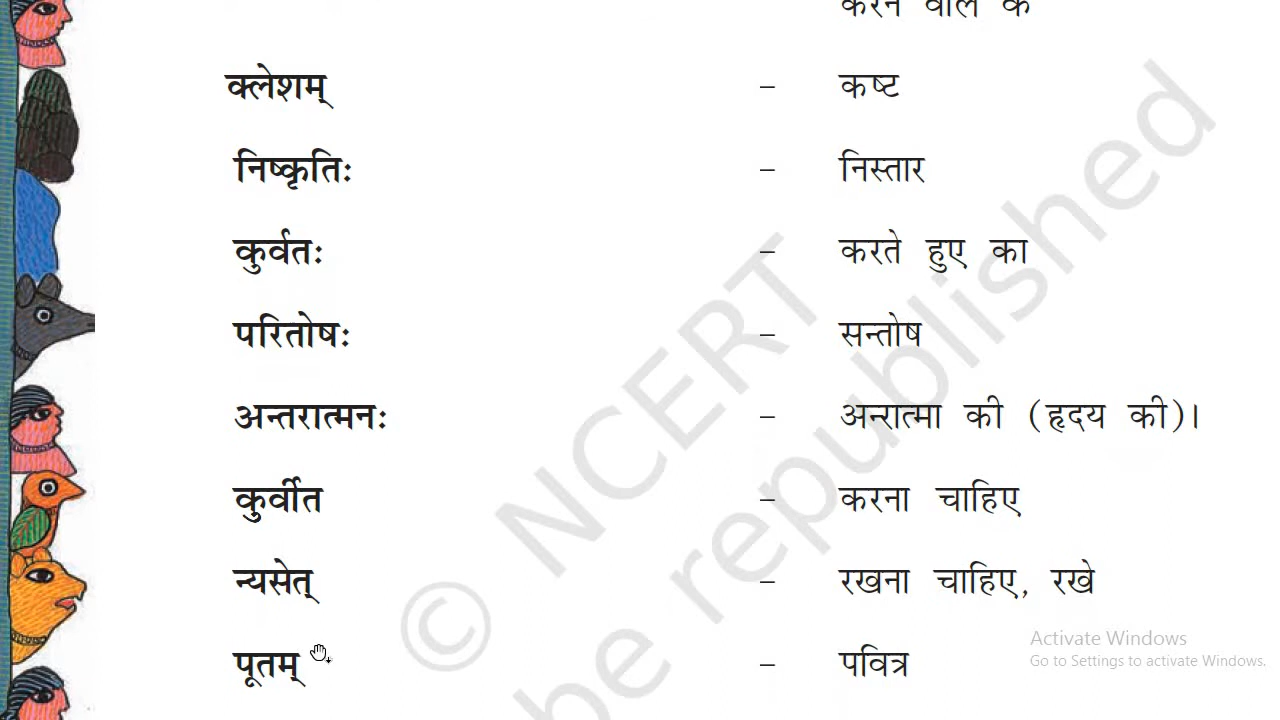 करने वाले के
क्लेशम् – कष्ट
निष्कृतिः – निस्तार
कुर्वतः – करते हुए का
परितोषः – सन्तोष
अन्तरात्मनः – अन्रात्मा की (हृदय की)।
कुर्वीत – करना चाहिए
न्यसेत् – रखना चाहिए, रखे
पूतम् – पवित्र
© NCERT
be republished
Activate Windows
Go to Settings to activate Windows.